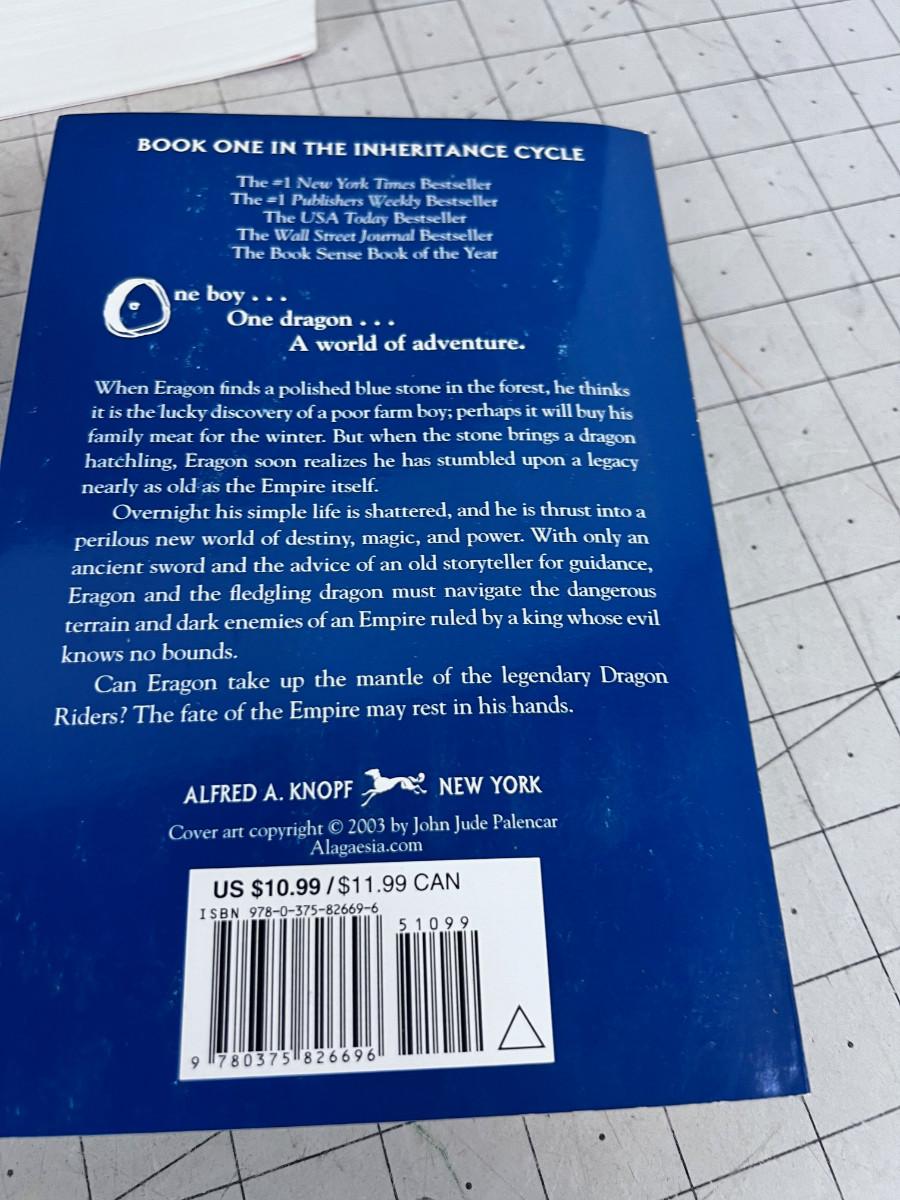 BOOK ONE IN THE INHERITANCE CYCLE
The #1 New York Times Bestseller
The #1 Publishers Weekly Bestseller
The USA Today Bestseller
The Wall Street Journal Bestseller
The Book Sense Book of the Year
One boy . . .
One dragon . . .
A world of adventure.
When Eragon finds a polished blue stone in the forest, he thinks
it is the lucky discovery of a poor farm boy; perhaps it will buy his
family meat for the winter. But when the stone brings a dragon
hatchling, Eragon soon realizes he has stumbled upon a legacy
nearly as old as the Empire itself.
Overnight his simple life is shattered, and he is thrust into a
perilous new world of destiny, magic, and power. With only an
ancient sword and the advice of an old storyteller for guidance,
Eragon and the fledgling dragon must navigate the dangerous
terrain and dark enemies of an Empire ruled by a king whose evil
knows no bounds.
Can Eragon take up the mantle of the legendary Dragon
Riders? The fate of the Empire may rest in his hands.
ALFRED A. KNOPF NEW YORK
Cover art copyright © 2003 by John Jude Palencar
Alagaesia.com
US $10.99 / $11.99 CAN
ISBN 978-0-375-82669-6
51099
9 780375 826696